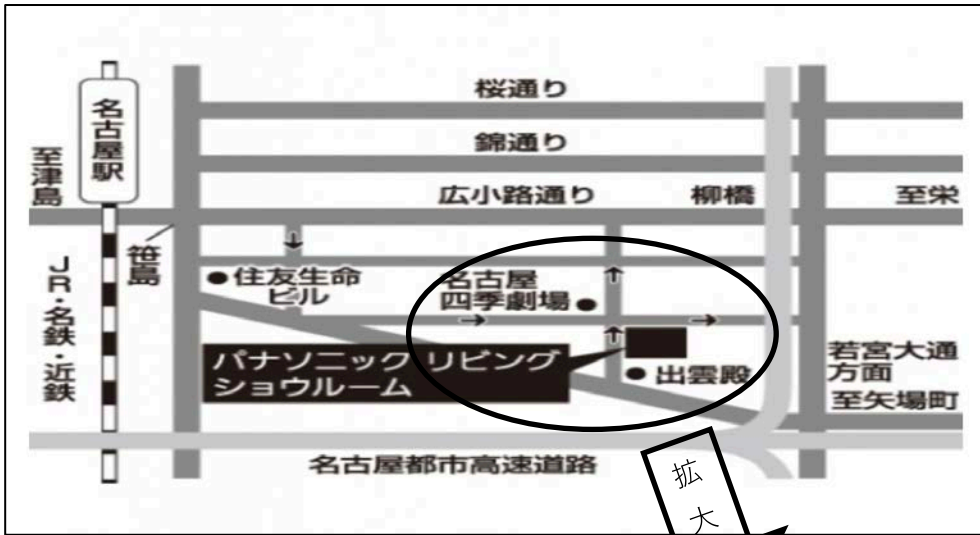 桜通り
錦通り
広小路通り
柳橋
至栄
名古屋駅
至津島
笹島
JR・名鉄・近鉄
住友生命
ビル
名古屋
四季劇場
パナソニック リビング
ショウルーム
出雲殿
若宮大通
方面
至矢場町
名古屋都市高速道路
拡大